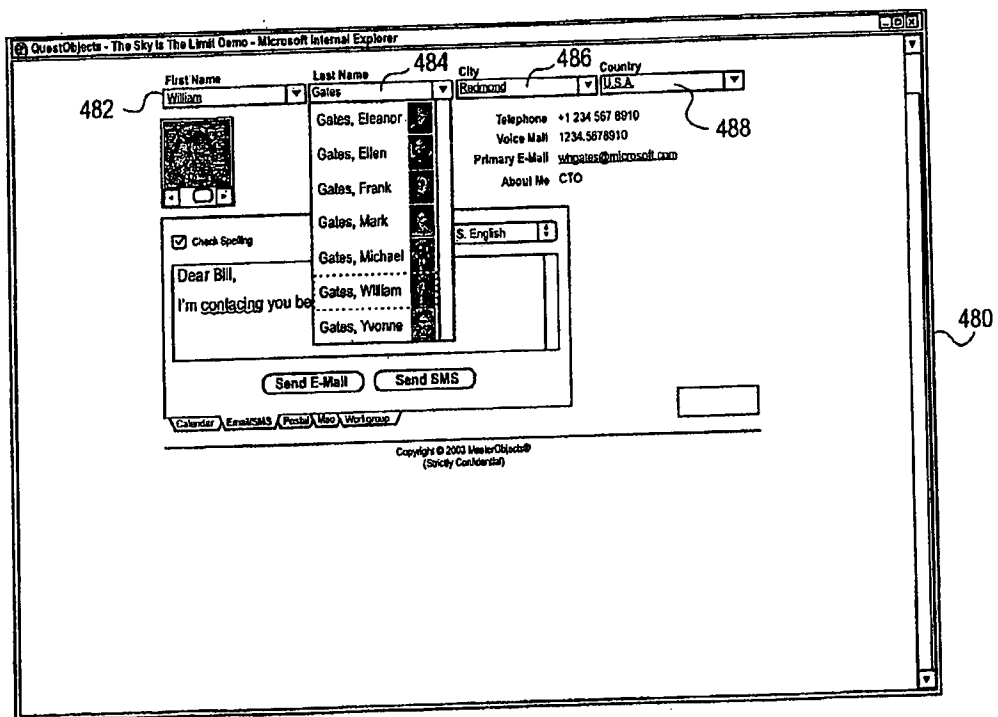 QuestObjects - The Sky Is The Limit Demo - Microsoft Internal Explorer
482
First Name
William
484
Last Name
Gates
486
City
Redmond
488
Country
U.S.A.
Gates, Eleanor
Gates, Ellen
Gates, Frank
Gates, Mark
Gates, Michael
Gates, William
Gates, Yvonne
Telephone +1 234 567 8910
Voice Mail 1234.5678910
Primary E-Mail whgates@microsoft.com
About Me CTO
Check Spelling
S. English
Dear Bill,
I'm contacing you be
480
Send E-Mail Send SMS
Calendar Email/SMS Postal Map Workgroup
Copyright © 2003 MasterObjects®
(Strictly Confidential)